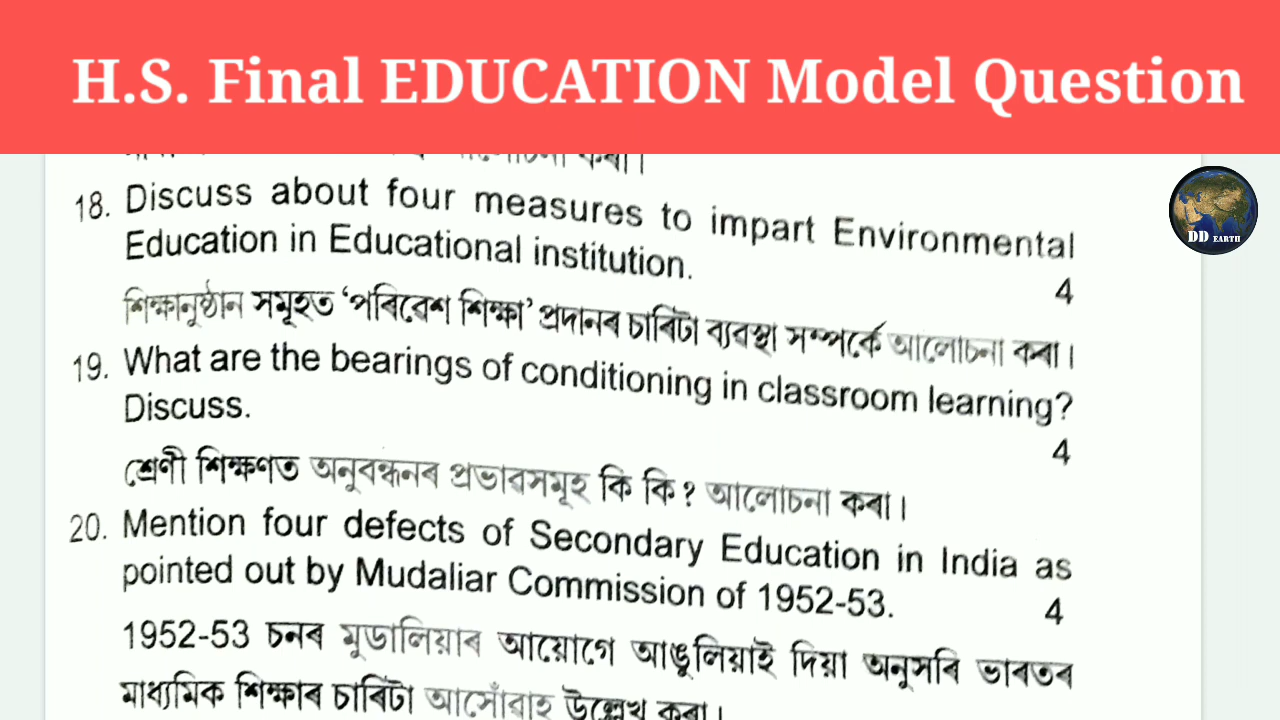 H.S. Final EDUCATION Model Question
কৰা।
DD EARTH
18. Discuss about four measures to impart Environmental
Education in Educational institution.
4
শিক্ষানুষ্ঠান সমূহত ‘পৰিৱেশ শিক্ষা’ প্ৰদানৰ চাৰিটা ব্যৱস্থা সম্পৰ্কে আলোচনা কৰা।
19. What are the bearings of conditioning in classroom learning?
Discuss.
4
শ্ৰেণী শিক্ষণত অনুবন্ধনৰ প্ৰভাৱসমূহ কি কি? আলোচনা কৰা।
20. Mention four defects of Secondary Education in India as
pointed out by Mudaliar Commission of 1952-53.
4
1952-53 চনৰ মুডালিয়াৰ আয়োগে আঙুলিয়াই দিয়া অনুসৰি ভাৰতৰ
মাধ্যমিক শিক্ষাৰ চাৰিটা আসোঁৱাহ উল্লেখ কৰা।